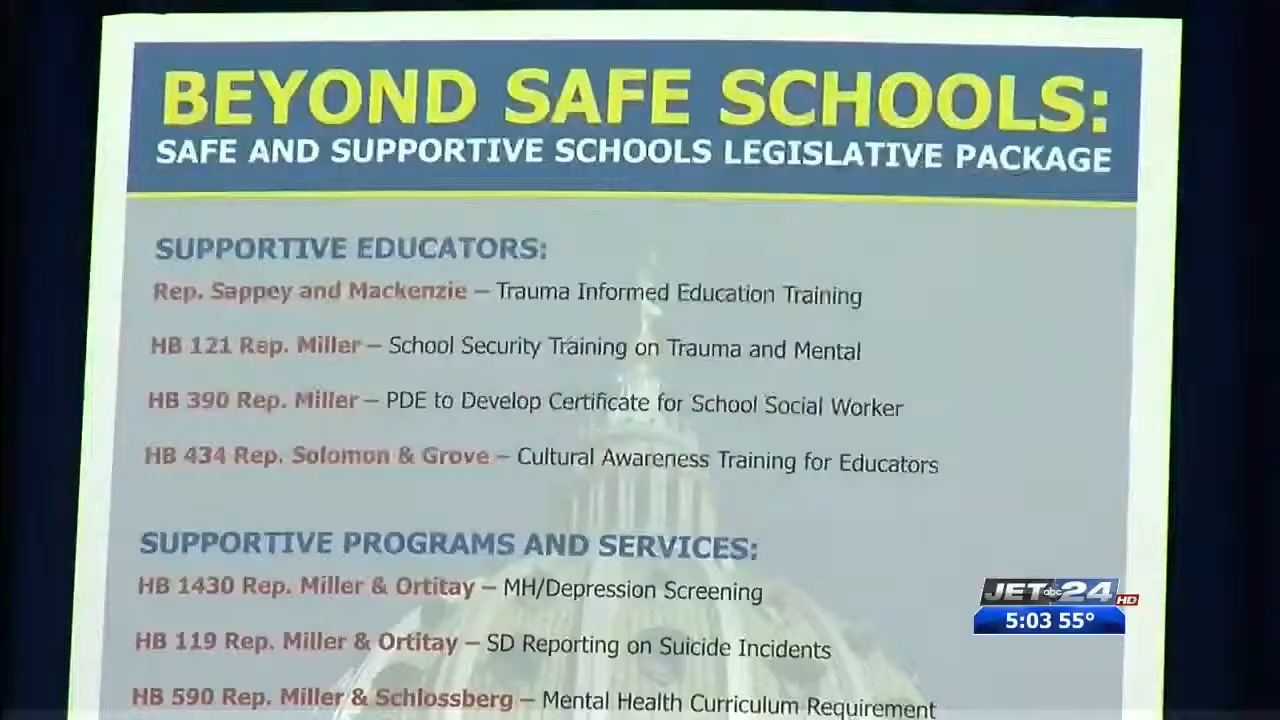 BEYOND SAFE SCHOOLS:
SAFE AND SUPPORTIVE SCHOOLS LEGISLATIVE PACKAGE
SUPPORTIVE EDUCATORS:
Rep. Sappey and Mackenzie – Trauma Informed Education Training
HB 121 Rep. Miller – School Security Training on Trauma and Mental
HB 390 Rep. Miller – PDE to Develop Certificate for School Social Worker
HB 434 Rep. Solomon & Grove – Cultural Awareness Training for Educators
SUPPORTIVE PROGRAMS AND SERVICES:
HB 1430 Rep. Miller & Ortitay – MH/Depression Screening
HB 119 Rep. Miller & Ortitay – SD Reporting on Suicide Incidents
HB 590 Rep. Miller & Schlossberg – Mental Health Curriculum Requirement
JET abc 24 HD
5:03 55°